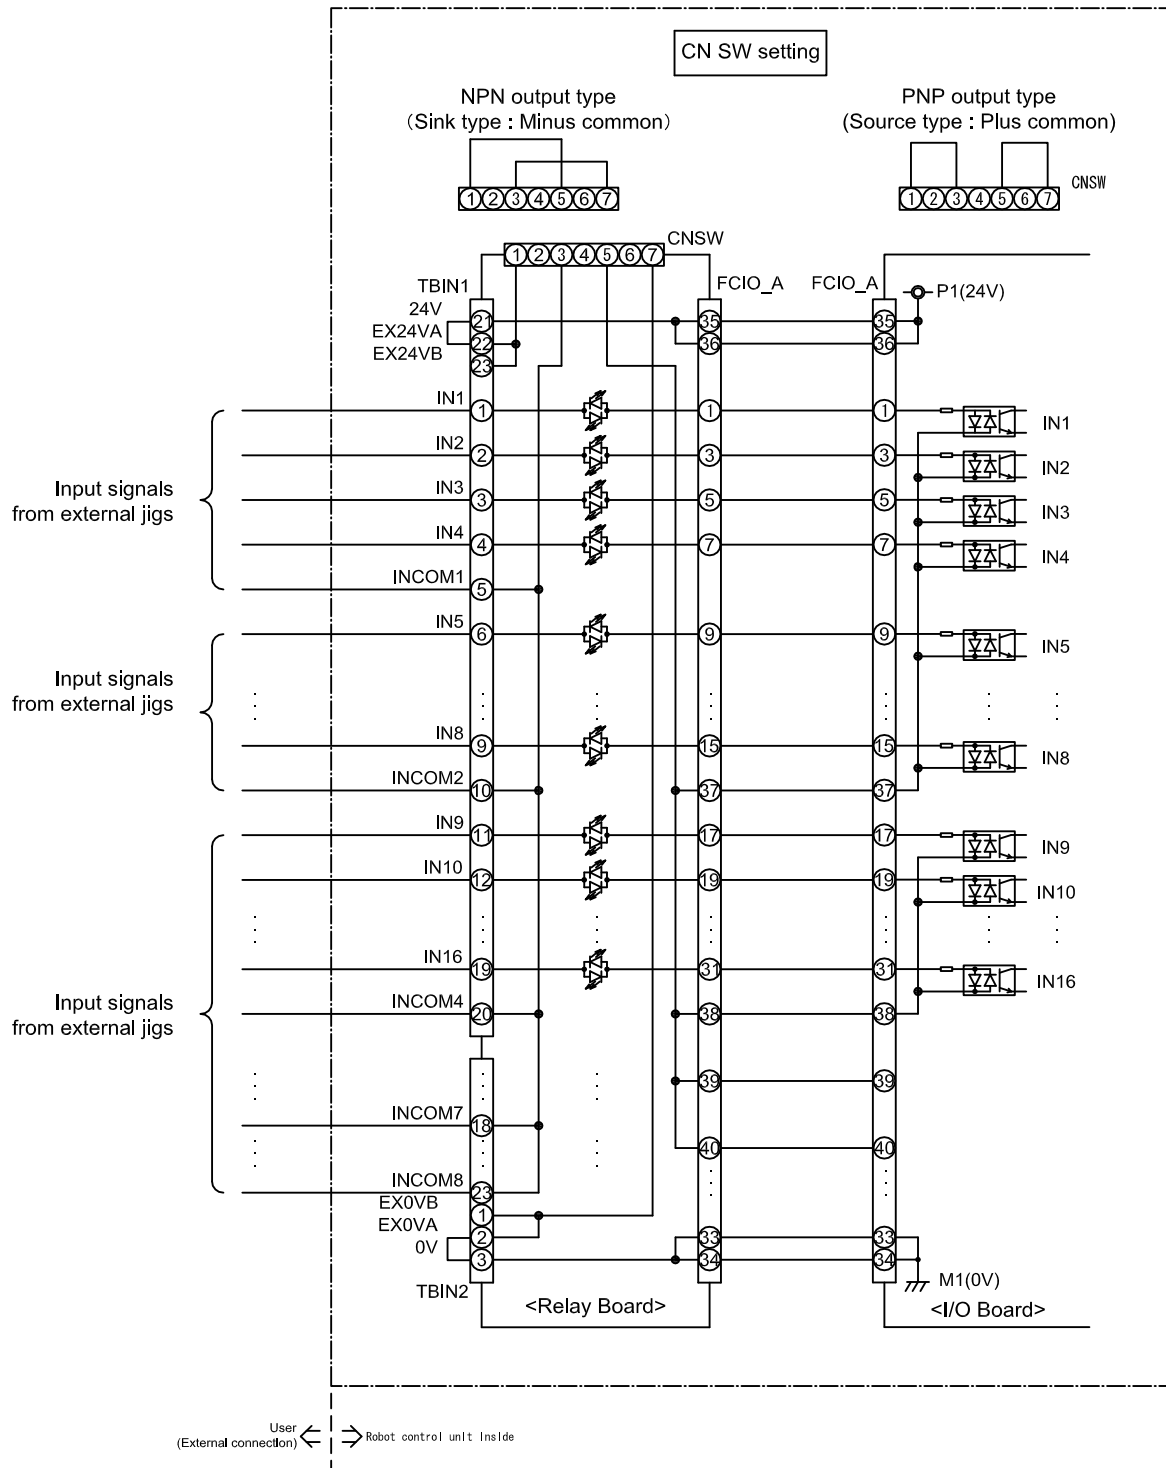 CN SW setting
NPN output type
(Sink type : Minus common)
PNP output type
(Source type : Plus common)
1 2 3 4 5 6 7
1 2 3 4 5 6 7
CNSW
1 2 3 4 5 6 7
CNSW
TBIN1
FCIO_A
FCIO_A
P1(24V)
24V
21
35
35
EX24VA
22
36
36
EX24VB
23
IN1
1
1
1
IN1
IN2
2
3
3
IN2
Input signals
from external jigs
IN3
3
5
5
IN3
IN4
4
7
7
IN4
INCOM1
5
IN5
6
9
9
IN5
Input signals
from external jigs
IN8
9
15
15
IN8
INCOM2
10
37
37
IN9
11
17
17
IN9
IN10
12
19
19
IN10
IN16
19
31
31
IN16
Input signals
from external jigs
INCOM4
20
38
38
39
39
INCOM7
18
40
40
INCOM8
23
EX0VB
1
EX0VA
2
33
33
0V
3
34
34
M1(0V)
TBIN2
<Relay Board>
<I/O Board>
User
(External connection)
Robot control unit Inside